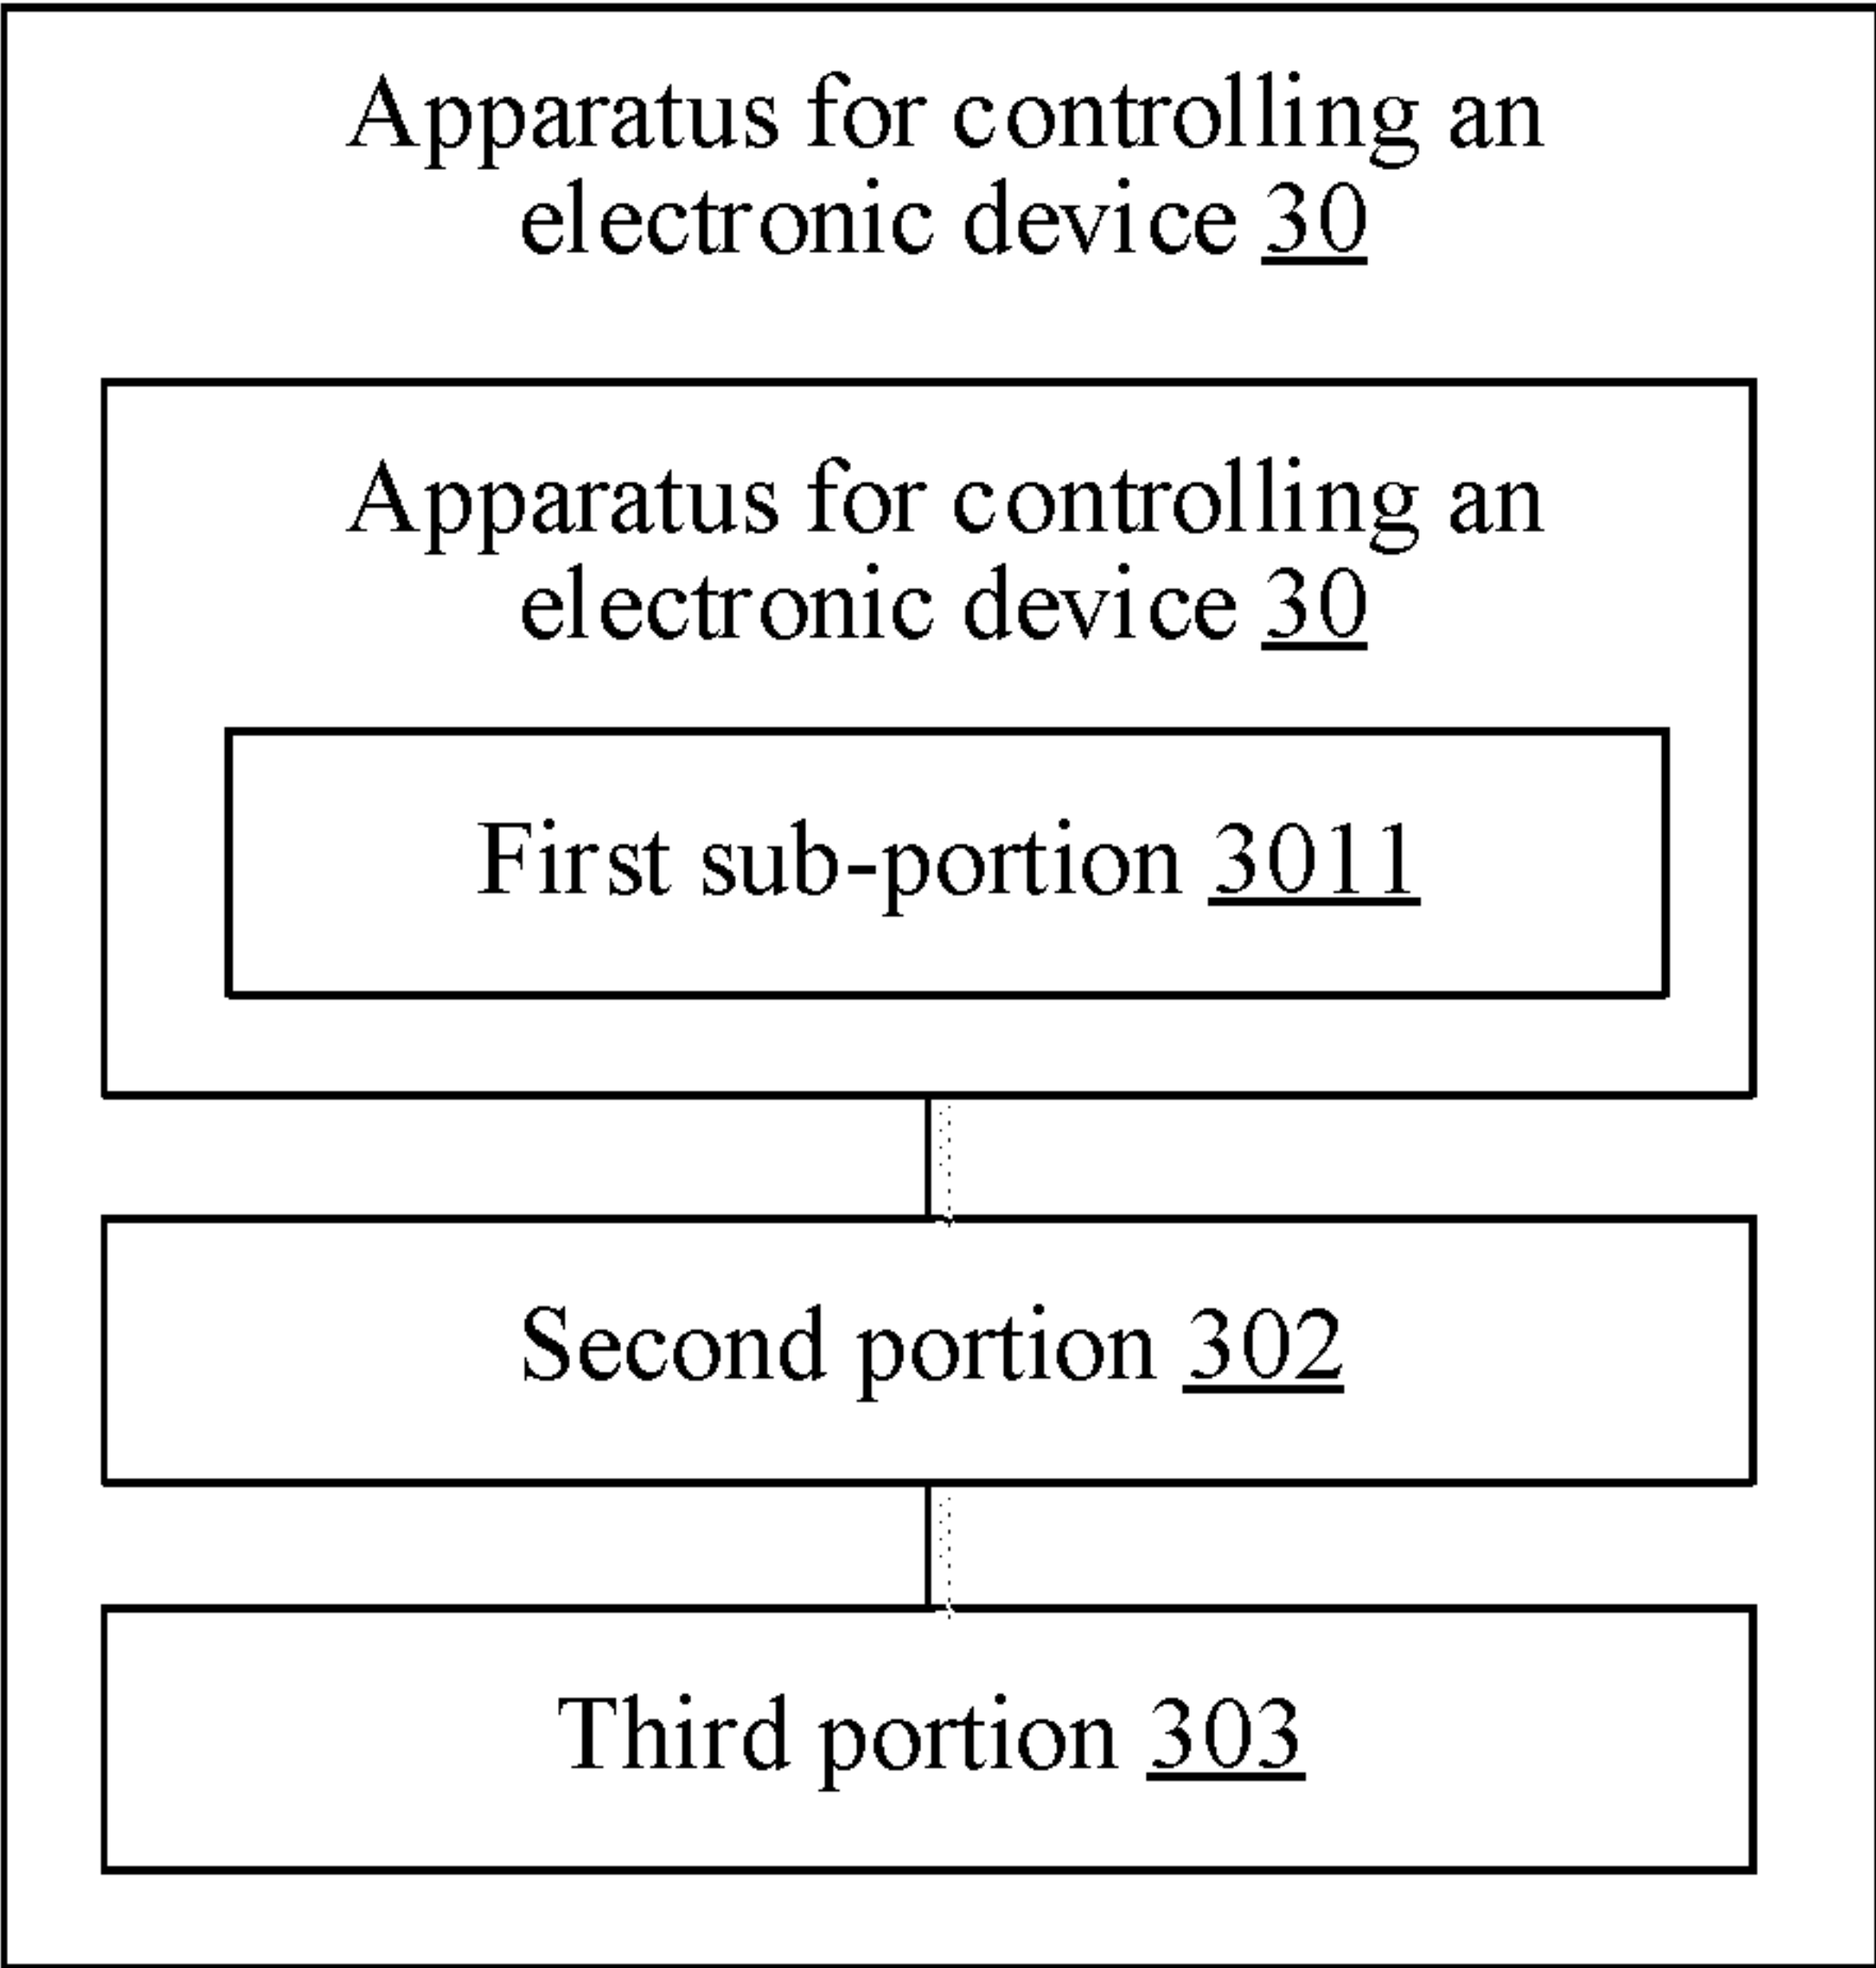 Apparatus for controlling an
electronic device 30
Apparatus for controlling an
electronic device 30
First sub-portion 3011
Second portion 302
Third portion 303